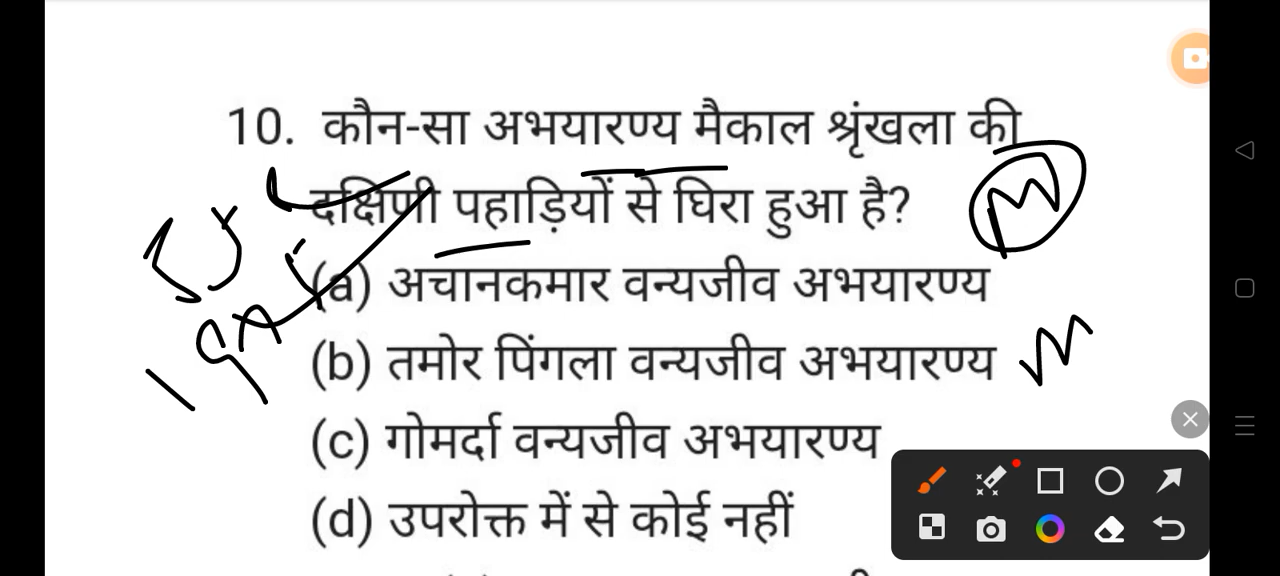 10. कौन-सा अभयारण्य मैकाल श्रृंखला की
दक्षिणी पहाड़ियों से घिरा हुआ है?
(a) अचानकमार वन्यजीव अभयारण्य
(b) तमोर पिंगला वन्यजीव अभयारण्य
(c) गोमर्दा वन्यजीव अभयारण्य
(d) उपरोक्त में से कोई नहीं